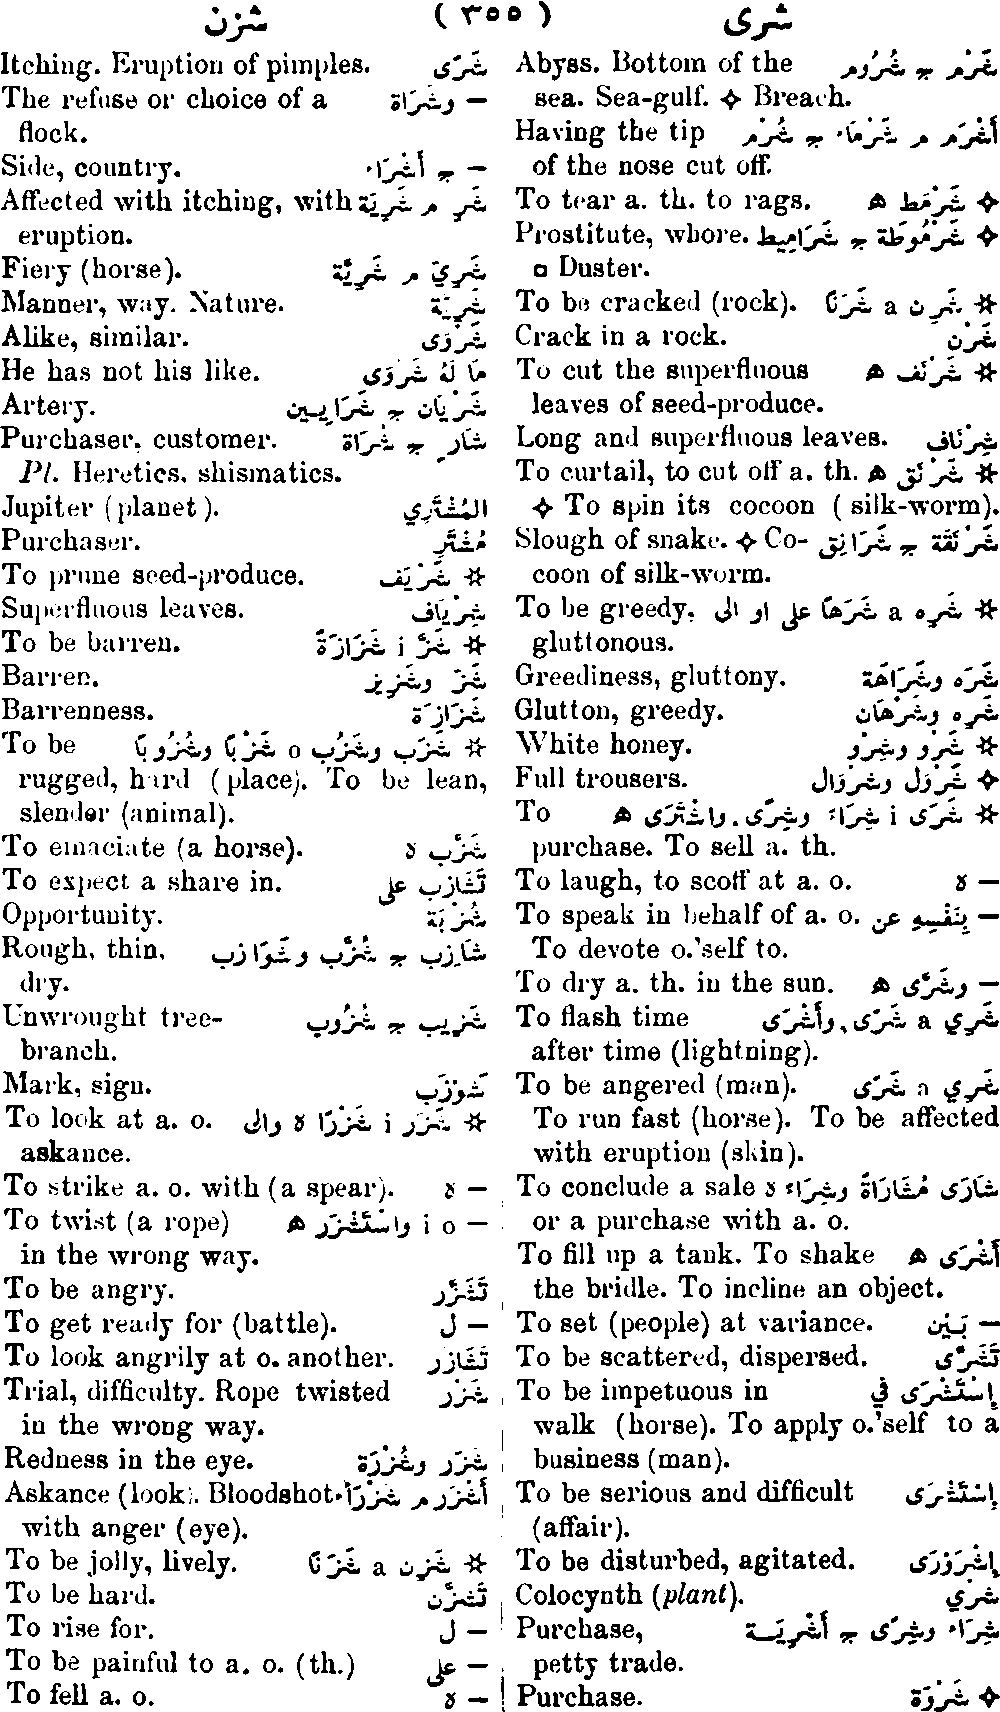 شزن ( ٣٥٥ ) شرى
Abyss. Bottom of the شَرْم ج شُرُوم
sea. Sea-gulf. ✧ Breach.
Having the tip أَشْرَم م شَرْمَاء ج شُرْم
of the nose cut off.
To tear a. th. to rags. ✧ شَرْمَط ه
Prostitute, whore. ✧ شَرْمُوطَة ج شَرَامِيط
□ Duster.
To be cracked (rock). ☆ شَرِن a شَرَنًا
Crack in a rock. شَرْن
To cut the superfluous ☆ شَرْنَف ه
leaves of seed-produce.
Long and superfluous leaves. شِرْنَاف
To curtail, to cut off a. th. ☆ شَرْنَق ه
✧ To spin its cocoon ( silk-worm).
Slough of snake. ✧ Co- شَرْنَقَة ج شَرَانِق
coon of silk-worm.
To be greedy, ☆ شَرِه a شَرَهًا على او الى
gluttonous.
Greediness, gluttony. شَرَه وشَرَاهَة
Glutton, greedy. شَرِه وشَرْهَان
White honey. ☆ شَرْو وشِرْو
Full trousers. ✧ شَرْوَل وشروَال
To ☆ شَرَى i شِرَاءً وشِرًى, واشْتَرَى ه
purchase. To sell a. th.
To laugh, to scoff at a. o. — ه
To speak in behalf of a. o. — بِنَفْسِهِ عن
To devote o.'self to.
To dry a. th. in the sun. — وشَرَّى ه
To flash time شَرِي a شَرًى, وأَشْرَى
after time (lightning).
To be angered (man). شَرِي a شَرًى
To run fast (horse). To be affected
with eruption (skin).
To conclude a sale شَارَى مُشَارَاةً وشِرَاءً ه
or a purchase with a. o.
To fill up a tank. To shake أَشْرَى ه
the bridle. To incline an object.
To set (people) at variance. — بَيْن
To be scattered, dispersed. تَشَرَّى
To be impetuous in إِسْتَشْرَى في
walk (horse). To apply o.'self to a
business (man).
To be serious and difficult إِسْتَشْرَى
(affair).
To be disturbed, agitated. إِشْرَوْرَى
Colocynth (plant). شَرْي
Purchase, شِرَاء وشِرًى ج أَشْرِيَة
petty trade.
Purchase. ✧ شَرْوَة
Itching. Eruption of pimples. شَرًى
The refuse or choice of a — وشَرَاة
flock.
Side, country. — ج أَشْرَاء
Affected with itching, with شَرٍ م شَرِيَة
eruption.
Fiery (horse). شَرِيّ م شَرِيَّة
Manner, way. Nature. شَرِيَّة
Alike, similar. شَرْوَى
He has not his like. مَا لَهُ شَرْوَى
Artery. شَرْيَان ج شَرَايِين
Purchaser, customer. شَارٍ ج شُرَاة
Pl. Heretics, shismatics.
Jupiter (planet). المُشْتَرِي
Purchaser. مُشْتَرٍ
To prune seed-produce. ☆ شَرْيَف
Superfluous leaves. شِرْيَاف
To be barren. ☆ شَزَّ i شَزَازَةً
Barren. شَزّ وشَزِيز
Barrenness. شَزَازَة
To be ☆ شَزَب وشَزُب o شَزْبًا وشُزُوبًا
rugged, hard (place). To be lean,
slender (animal).
To emaciate (a horse). شَزَّب ه
To expect a share in. تَشَازَب على
Opportunity. شُزْبَة
Rough, thin, شَازِب ج شُزَّب وشَوَازِب
dry.
Unwrought tree- شَزِيب ج شُزُوب
branch.
Mark, sign. شَوْزَب
To look at a. o. ☆ شَزَر i شَزْرًا ه والى
askance.
To strike a. o. with (a spear). — ه
To twist (a rope) — i o واسْتَشْزَر ه
in the wrong way.
To be angry. تَشَزَّر
To get ready for (battle). — ل
To look angrily at o. another. تَشَازَر
Trial, difficulty. Rope twisted شَزْر
in the wrong way.
Redness in the eye. شَزَر وشُزْرَة
Askance (look). Bloodshot أَشْزَر م شَزْرَاء
with anger (eye).
To be jolly, lively. ☆ شَزِن a شَزَنًا
To be hard. تَشَزَّن
To rise for. — ل
To be painful to a. o. (th.) — على
To fell a. o. — ه